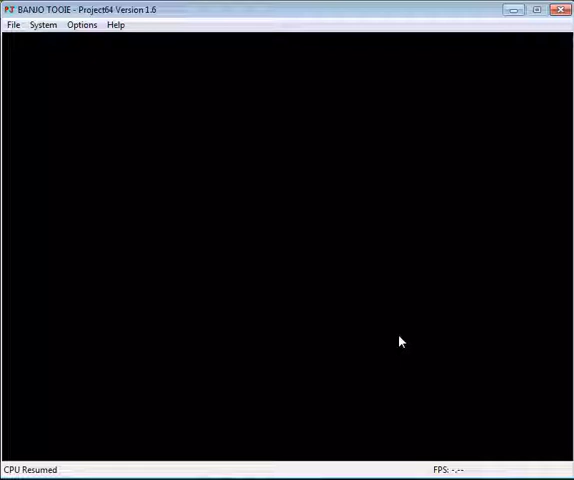 BANJO TOOIE - Project64 Version 1.6
File System Options Help
CPU Resumed FPS: -.--